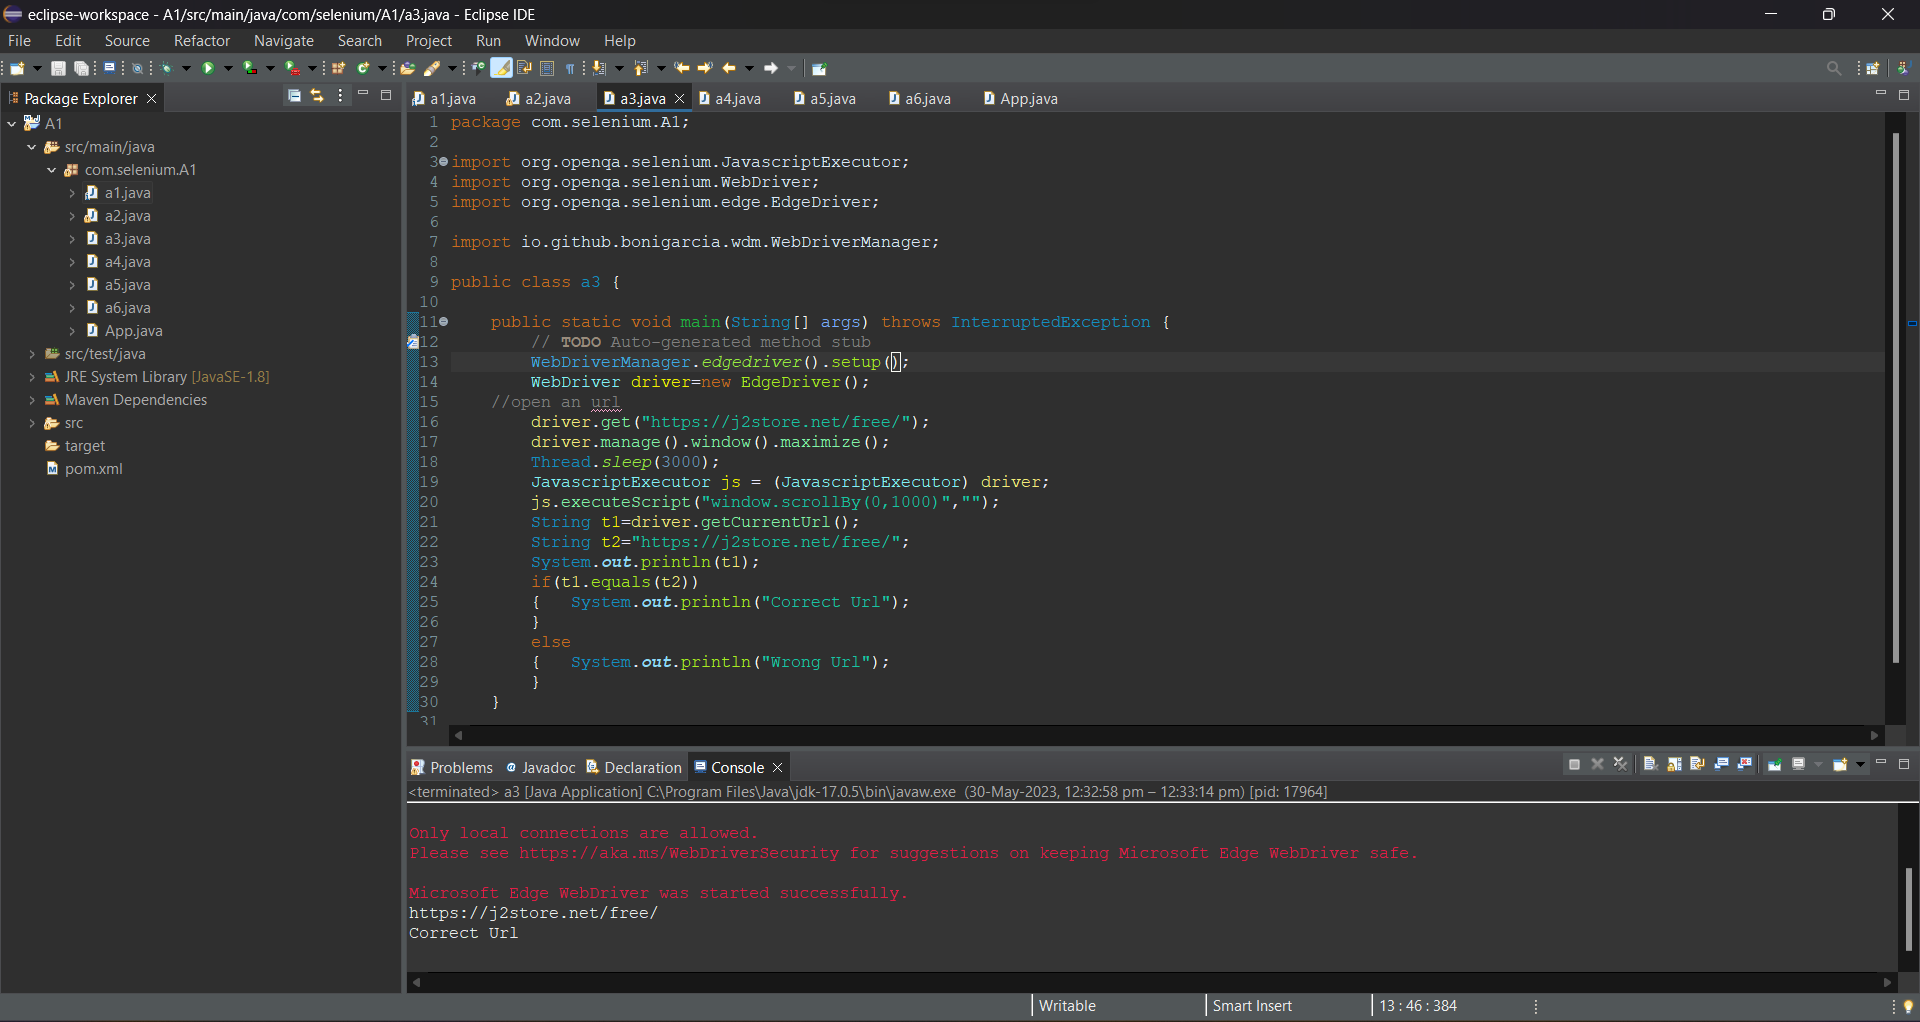 eclipse-workspace - A1/src/main/java/com/selenium/A1/a3.java - Eclipse IDE
File Edit Source Refactor Navigate Search Project Run Window Help
Package Explorer
A1
src/main/java
com.selenium.A1
a1.java
a2.java
a3.java
a4.java
a5.java
a6.java
App.java
src/test/java
JRE System Library [JavaSE-1.8]
Maven Dependencies
src
target
pom.xml
a1.java a2.java a3.java a4.java a5.java a6.java App.java
1 package com.selenium.A1;
2
3 import org.openqa.selenium.JavascriptExecutor;
4 import org.openqa.selenium.WebDriver;
5 import org.openqa.selenium.edge.EdgeDriver;
6
7 import io.github.bonigarcia.wdm.WebDriverManager;
8
9 public class a3 {
10
11 public static void main(String[] args) throws InterruptedException {
12 // TODO Auto-generated method stub
13 WebDriverManager.edgedriver().setup();
14 WebDriver driver=new EdgeDriver();
15 //open an url
16 driver.get("https://j2store.net/free/");
17 driver.manage().window().maximize();
18 Thread.sleep(3000);
19 JavascriptExecutor js = (JavascriptExecutor) driver;
20 js.executeScript("window.scrollBy(0,1000)","");
21 String t1=driver.getCurrentUrl();
22 String t2="https://j2store.net/free/";
23 System.out.println(t1);
24 if(t1.equals(t2))
25 { System.out.println("Correct Url");
26 }
27 else
28 { System.out.println("Wrong Url");
29 }
30 }
31
Problems Javadoc Declaration Console
<terminated> a3 [Java Application] C:\Program Files\Java\jdk-17.0.5\bin\javaw.exe (30-May-2023, 12:32:58 pm – 12:33:14 pm) [pid: 17964]
Only local connections are allowed.
Please see https://aka.ms/WebDriverSecurity for suggestions on keeping Microsoft Edge WebDriver safe.
Microsoft Edge WebDriver was started successfully.
https://j2store.net/free/
Correct Url
Writable Smart Insert 13 : 46 : 384